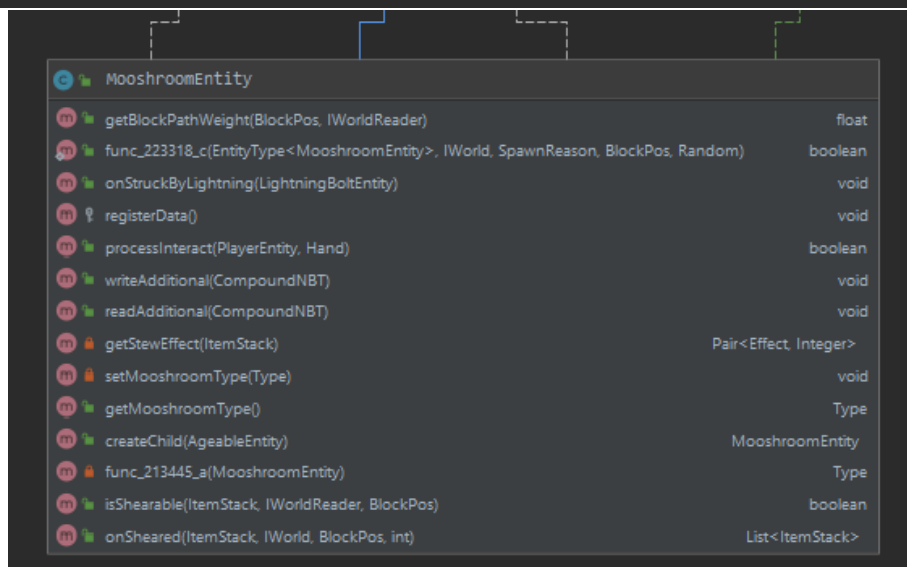 MooshroomEntity
getBlockPathWeight(BlockPos, IWorldReader) float
func_223318_c(EntityType<MooshroomEntity>, IWorld, SpawnReason, BlockPos, Random) boolean
onStruckByLightning(LightningBoltEntity) void
registerData() void
processInteract(PlayerEntity, Hand) boolean
writeAdditional(CompoundNBT) void
readAdditional(CompoundNBT) void
getStewEffect(ItemStack) Pair<Effect, Integer>
setMooshroomType(Type) void
getMooshroomType() Type
createChild(AgeableEntity) MooshroomEntity
func_213445_a(MooshroomEntity) Type
isShearable(ItemStack, IWorldReader, BlockPos) boolean
onSheared(ItemStack, IWorld, BlockPos, int) List<ItemStack>